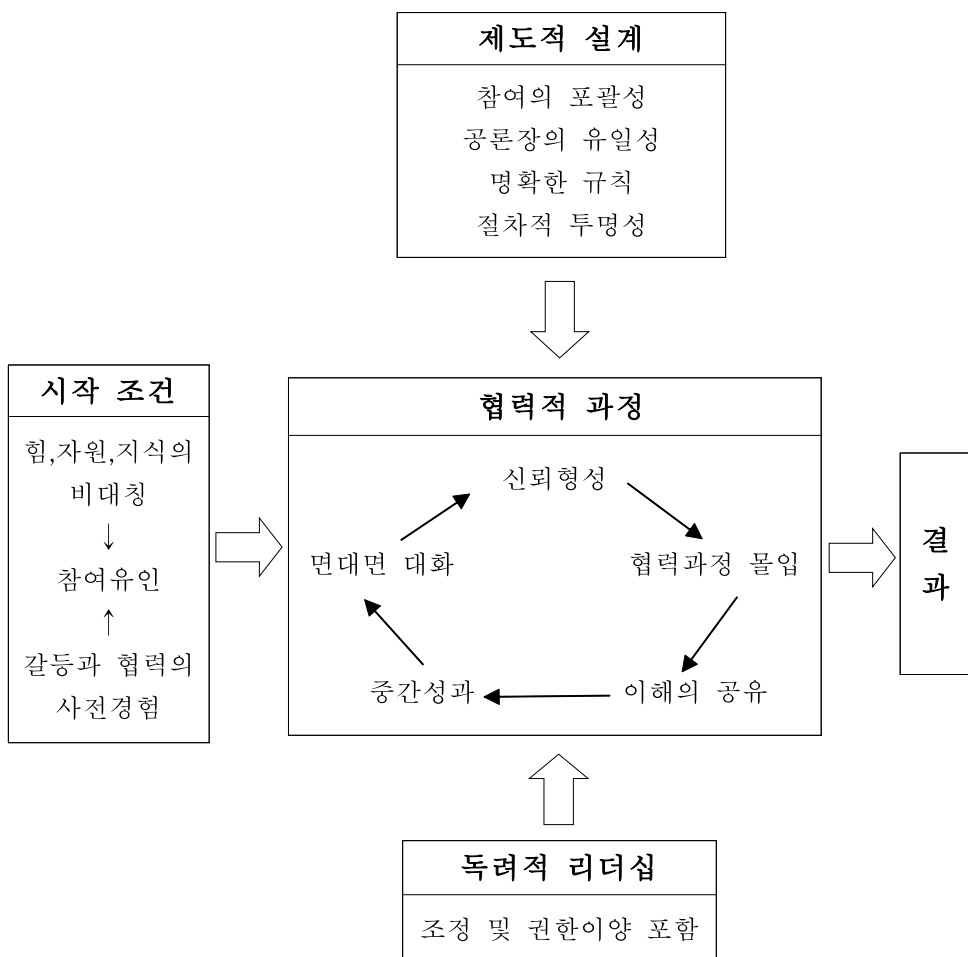 제도적 설계
참여의 포괄성
공론장의 유일성
명확한 규칙
절차적 투명성
시작 조건
힘,자원,지식의
비대칭
↓
참여유인
↑
갈등과 협력의
사전경험
협력적 과정
신뢰형성
면대면 대화
협력과정 몰입
중간성과
이해의 공유
결
과
독려적 리더십
조정 및 권한이양 포함